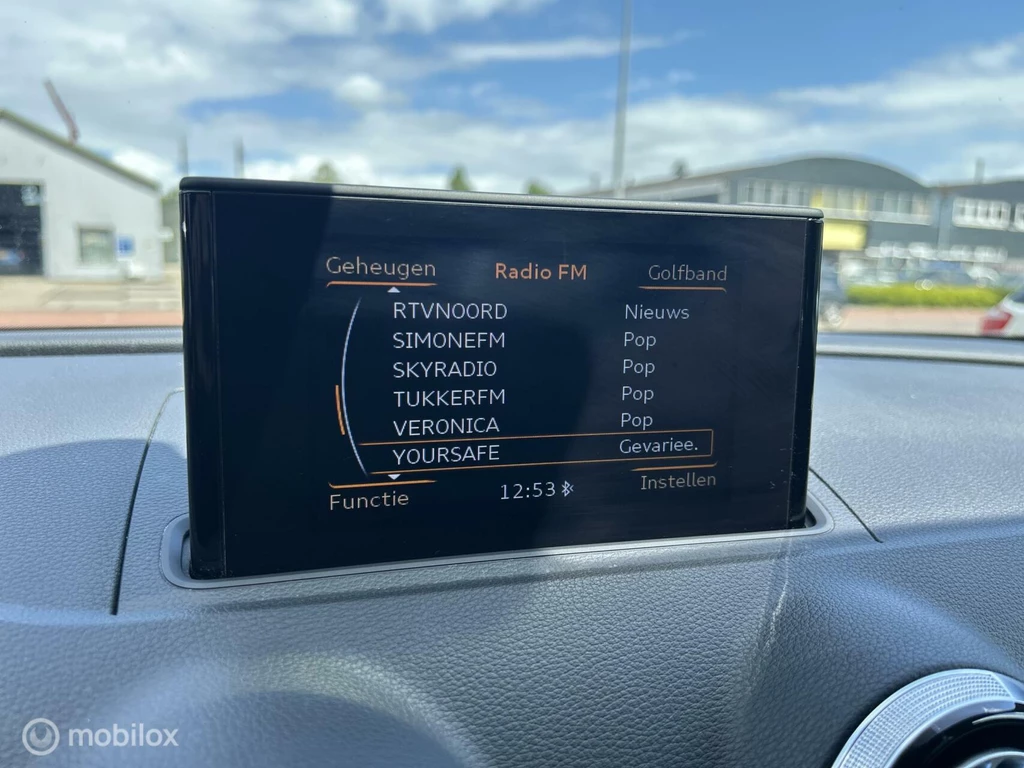 Geheugen Radio FM Golfband
RTVNOORD Nieuws
SIMONEFM Pop
SKYRADIO Pop
TUKKERFM Pop
VERONICA Pop
YOURSAFE Gevariee.
Functie 12:53 Instellen
mobilox